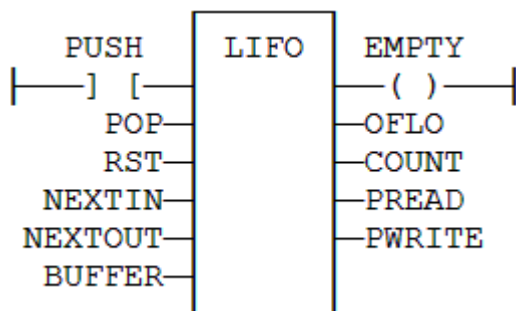 PUSH LIFO EMPTY
] [ ( )
POP OFLO
RST COUNT
NEXTIN PREAD
NEXTOUT PWRITE
BUFFER